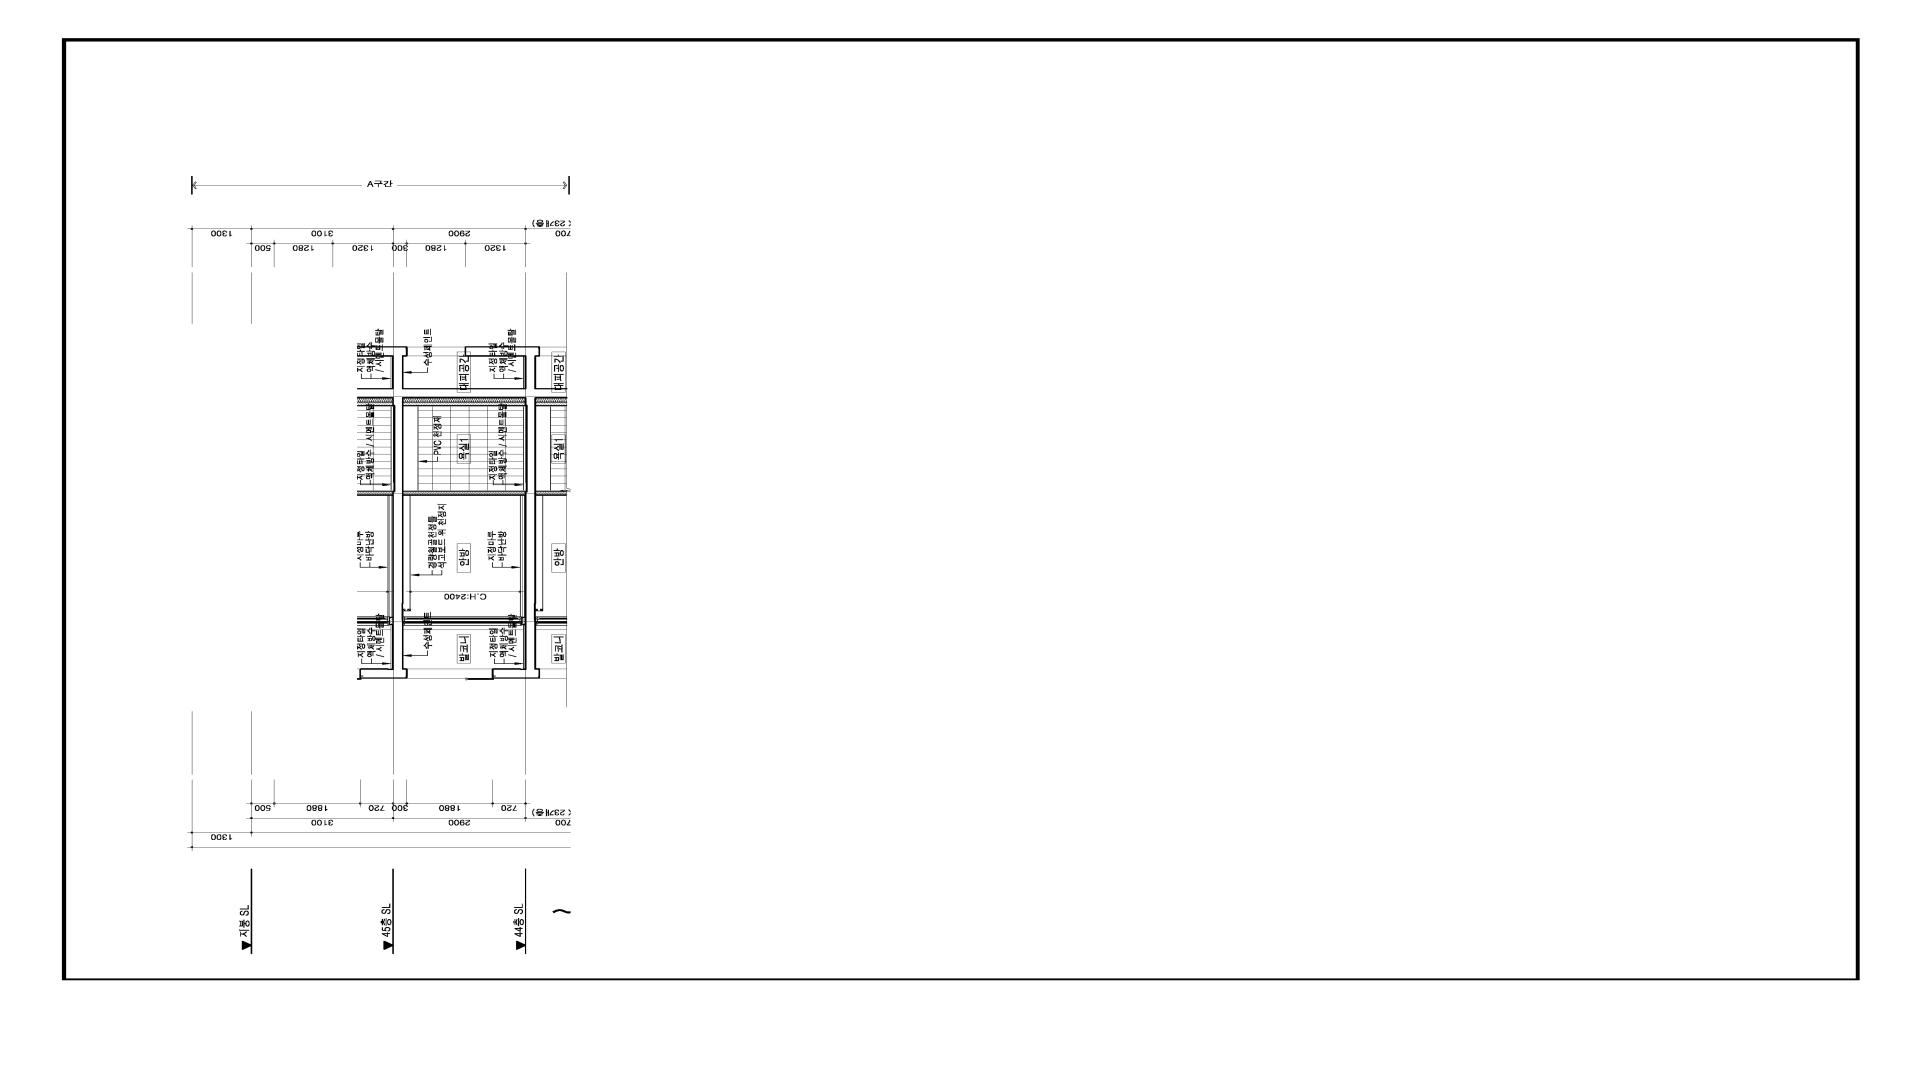 A구간
( 23개층)
1300
3100
2900
700
500
1280
1320
300
1280
1320
지정타일
액체방수
/ 시멘트몰탈
수성페인트
대피공간
지정타일
액체방수
/ 시멘트몰탈
대피공간
지정타일
액체방수 / 시멘트몰탈
PVC 천정재
욕실1
지정타일
액체방수 / 시멘트몰탈
욕실1
지정마루
바닥난방
경량철골천정틀
석고보드 위 천정지
안방
지정마루
바닥난방
안방
C.H:2400
지정타일
액체방수
/ 시멘트몰탈
수성페인트
발코니
지정타일
액체방수
/ 시멘트몰탈
발코니
500
1880
720
300
1880
720
( 23개층)
3100
2900
700
1300
▼ 지붕 SL
▼ 45층 SL
▼ 44층 SL
~